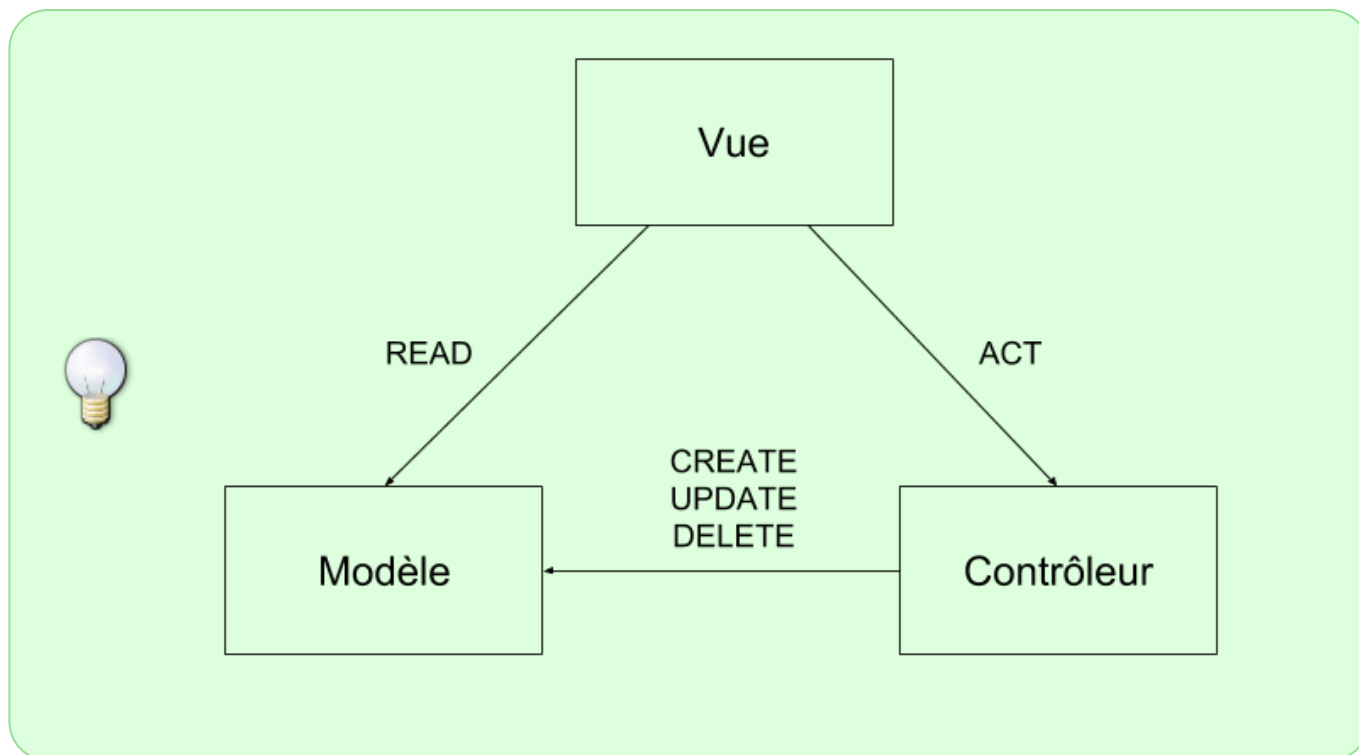 Vue
READ
ACT
CREATE
UPDATE
DELETE
Modèle
Contrôleur